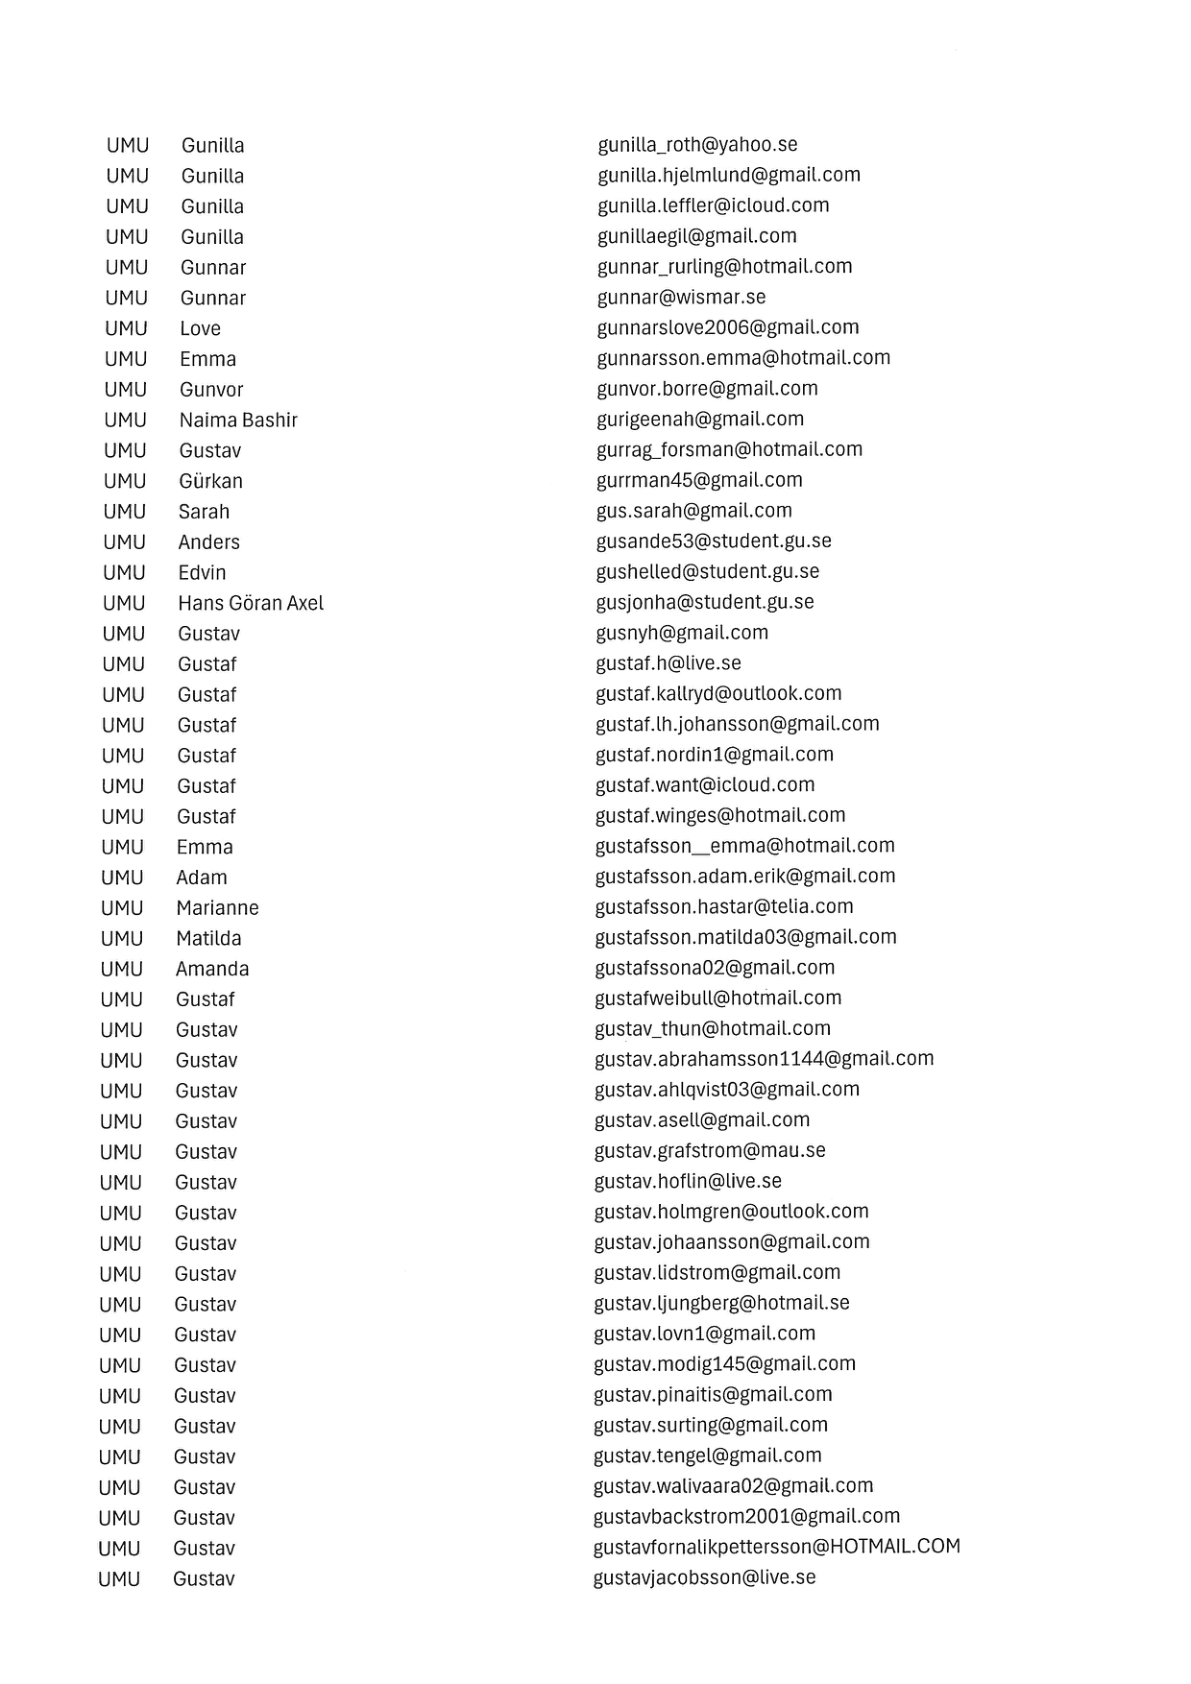 UMU Gunilla gunilla_roth@yahoo.se
UMU Gunilla gunilla.hjelmlund@gmail.com
UMU Gunilla gunilla.leffler@icloud.com
UMU Gunilla gunillaegil@gmail.com
UMU Gunnar gunnar_rurling@hotmail.com
UMU Gunnar gunnar@wismar.se
UMU Love gunnarslove2006@gmail.com
UMU Emma gunnarsson.emma@hotmail.com
UMU Gunvor gunvor.borre@gmail.com
UMU Naima Bashir gurigeenah@gmail.com
UMU Gustav gurrag_forsman@hotmail.com
UMU Gürkan gurrman45@gmail.com
UMU Sarah gus.sarah@gmail.com
UMU Anders gusande53@student.gu.se
UMU Edvin gushelled@student.gu.se
UMU Hans Göran Axel gusjonha@student.gu.se
UMU Gustav gusnyh@gmail.com
UMU Gustaf gustaf.h@live.se
UMU Gustaf gustaf.kallryd@outlook.com
UMU Gustaf gustaf.lh.johansson@gmail.com
UMU Gustaf gustaf.nordin1@gmail.com
UMU Gustaf gustaf.want@icloud.com
UMU Gustaf gustaf.winges@hotmail.com
UMU Emma gustafsson__emma@hotmail.com
UMU Adam gustafsson.adam.erik@gmail.com
UMU Marianne gustafsson.hastar@telia.com
UMU Matilda gustafsson.matilda03@gmail.com
UMU Amanda gustafssona02@gmail.com
UMU Gustaf gustafweibull@hotmail.com
UMU Gustav gustav_thun@hotmail.com
UMU Gustav gustav.abrahamsson1144@gmail.com
UMU Gustav gustav.ahlqvist03@gmail.com
UMU Gustav gustav.asell@gmail.com
UMU Gustav gustav.grafstrom@mau.se
UMU Gustav gustav.hoflin@live.se
UMU Gustav gustav.holmgren@outlook.com
UMU Gustav gustav.johaansson@gmail.com
UMU Gustav gustav.lidstrom@gmail.com
UMU Gustav gustav.ljungberg@hotmail.se
UMU Gustav gustav.lovn1@gmail.com
UMU Gustav gustav.modig145@gmail.com
UMU Gustav gustav.pinaitis@gmail.com
UMU Gustav gustav.surting@gmail.com
UMU Gustav gustav.tengel@gmail.com
UMU Gustav gustav.walivaara02@gmail.com
UMU Gustav gustavbackstrom2001@gmail.com
UMU Gustav gustavfornalikpettersson@HOTMAIL.COM
UMU Gustav gustavjacobsson@live.se